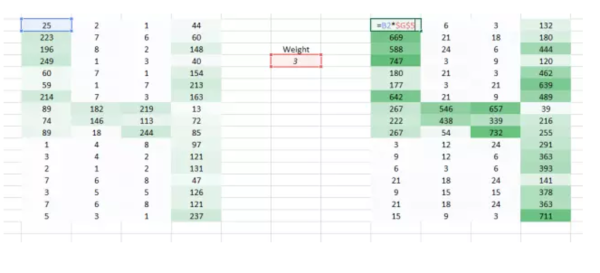 25 2 1 44 =B2*$G$5 6 3 132
223 7 6 60 669 21 18 180
196 8 2 148 Weight 588 24 6 444
249 1 3 40 3 747 3 9 120
60 7 1 154 180 21 3 462
59 1 7 213 177 3 21 639
214 7 3 163 642 21 9 489
89 182 219 13 267 546 657 39
74 146 113 72 222 438 339 216
89 18 244 85 267 54 732 255
1 4 8 97 3 12 24 291
3 4 2 121 9 12 6 363
2 1 2 131 6 3 6 393
7 6 8 47 21 18 24 141
3 5 5 126 9 15 15 378
7 6 8 121 21 18 24 363
5 3 1 237 15 9 3 711